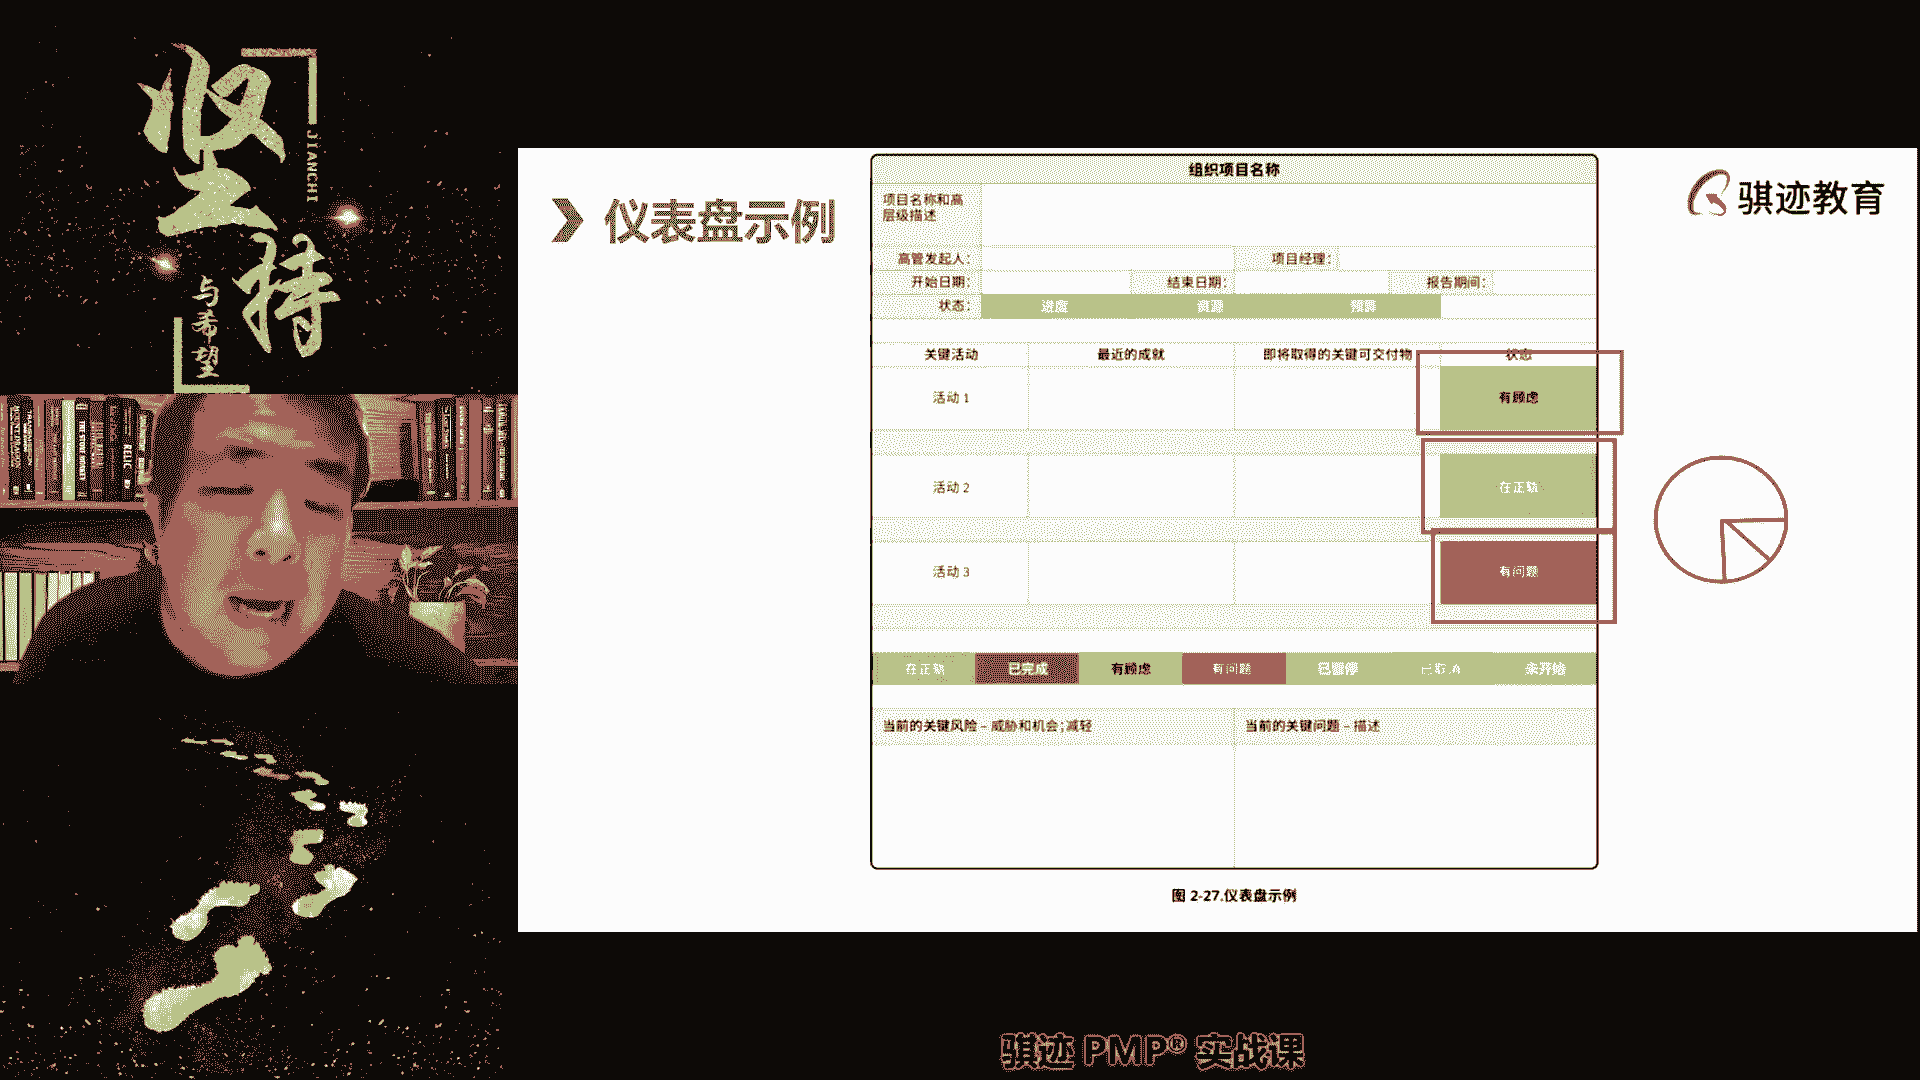 坚持
JIANCHI
与希望
仪表盘示例
骐迹教育
组织项目名称
项目名称和高
层级描述
高管发起人：
项目经理：
开始日期：
结束日期：
报告期间：
状态：
进度
资源
预算
关键活动
最近的成就
即将取得的关键可交付物
状态
活动 1
有顾虑
活动 2
在正轨
活动 3
有问题
在正轨
已完成
有顾虑
有问题
已暂停
未开始
当前的关键风险 – 威胁和机会；减轻
当前的关键问题 – 描述
图 2-27.仪表盘示例
骐迹 PMP® 实战课